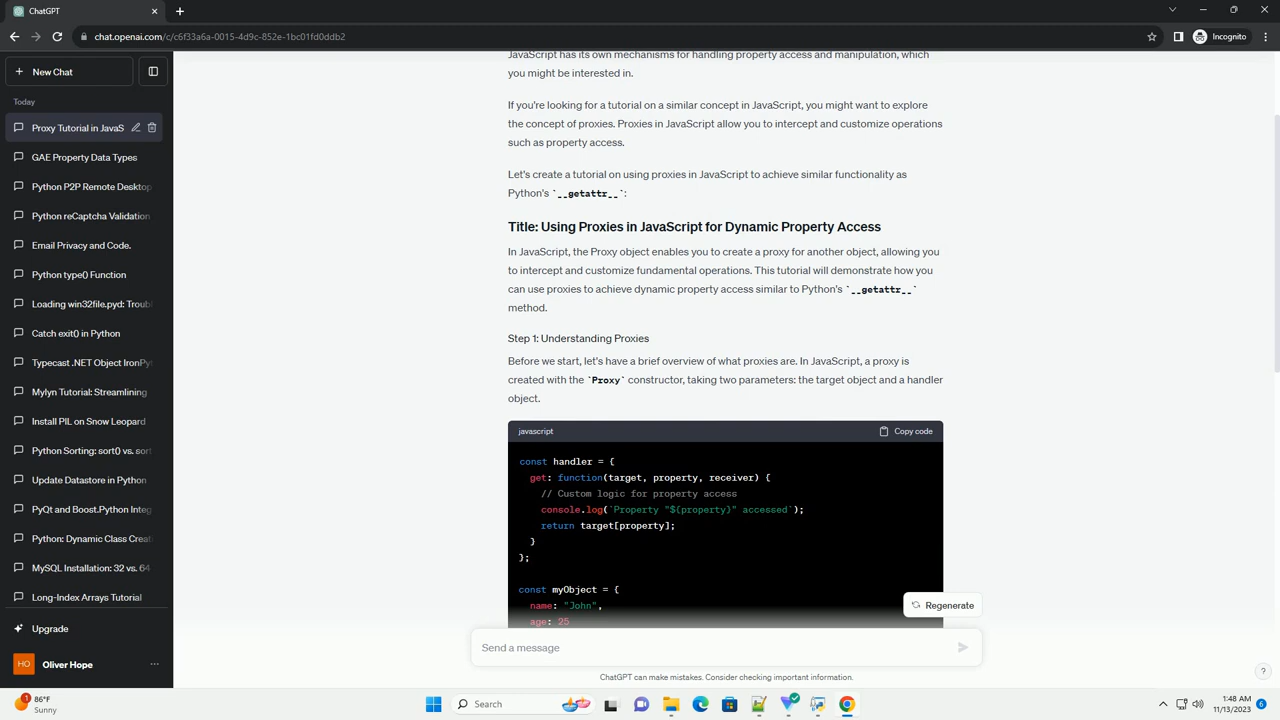 ChatGPT
chat.openai.com/c/c6f33a6a-0015-4d9c-852e-1bc01fd0ddb2
Incognito
New Chat
Today
Proxy Tutorial in JavaS
GAE Property Data Types
Python P2P Remote Desktop
Python reCaptcha Validation
Email Privacy and Code.
Python type() Function
Loading win32file.pyd: Troubl
Catch exit() in Python
Typecast .NET Object IronPyt
Mylyn Tutorial: Streamlining
Install PIL on Snow Leopard
Python Sorting: sort() vs. sort
Update Datastore in Python
PyQt and Boost.Python Integ
Python: Dynamic Class Creat
MySQL Installation: 32 vs. 64
Long-Index Arrays Tutorial
Upgrade
HO Oliver Hope
JavaScript has its own mechanisms for handling property access and manipulation, which
you might be interested in.
If you're looking for a tutorial on a similar concept in JavaScript, you might want to explore
the concept of proxies. Proxies in JavaScript allow you to intercept and customize operations
such as property access.
Let's create a tutorial on using proxies in JavaScript to achieve similar functionality as
Python's `__getattr__`:
Title: Using Proxies in JavaScript for Dynamic Property Access
In JavaScript, the Proxy object enables you to create a proxy for another object, allowing you
to intercept and customize fundamental operations. This tutorial will demonstrate how you
can use proxies to achieve dynamic property access similar to Python's `__getattr__`
method.
Step 1: Understanding Proxies
Before we start, let's have a brief overview of what proxies are. In JavaScript, a proxy is
created with the `Proxy` constructor, taking two parameters: the target object and a handler
object.
javascript
Copy code
const handler = {
get: function(target, property, receiver) {
// Custom logic for property access
console.log(`Property "${property}" accessed`);
return target[property];
}
};
const myObject = {
name: "John",
age: 25
Regenerate
Send a message
ChatGPT can make mistakes. Consider checking important information.
?
1
86°F
Sunny
Search
1:48 AM
11/13/2023
6